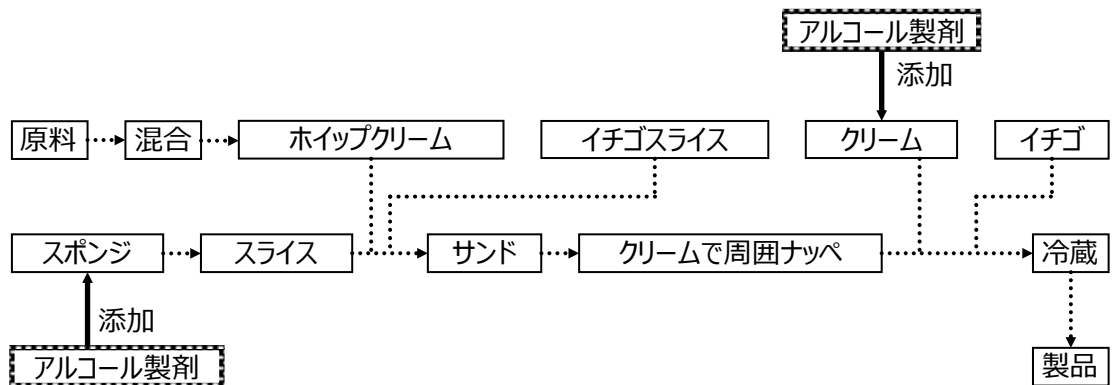 アルコール製剤
添加
原料
混合
ホイップクリーム
イチゴスライス
クリーム
イチゴ
スポンジ
スライス
サンド
クリームで周囲ナッペ
冷蔵
添加
アルコール製剤
製品